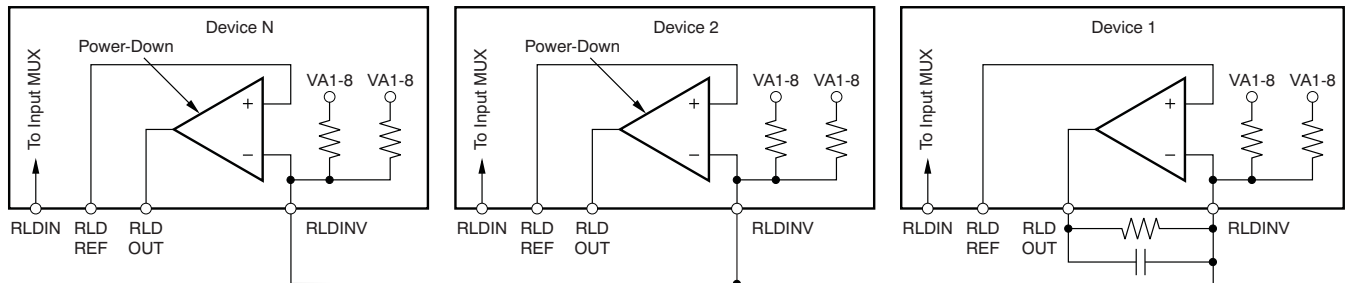 Device N
Power-Down
To Input MUX
VA1-8 VA1-8
+
−
RLDIN RLD REF RLD OUT RLDINV
Device 2
Power-Down
To Input MUX
VA1-8 VA1-8
+
−
RLDIN RLD REF RLD OUT RLDINV
Device 1
To Input MUX
VA1-8 VA1-8
+
−
RLDIN RLD REF RLD OUT RLDINV